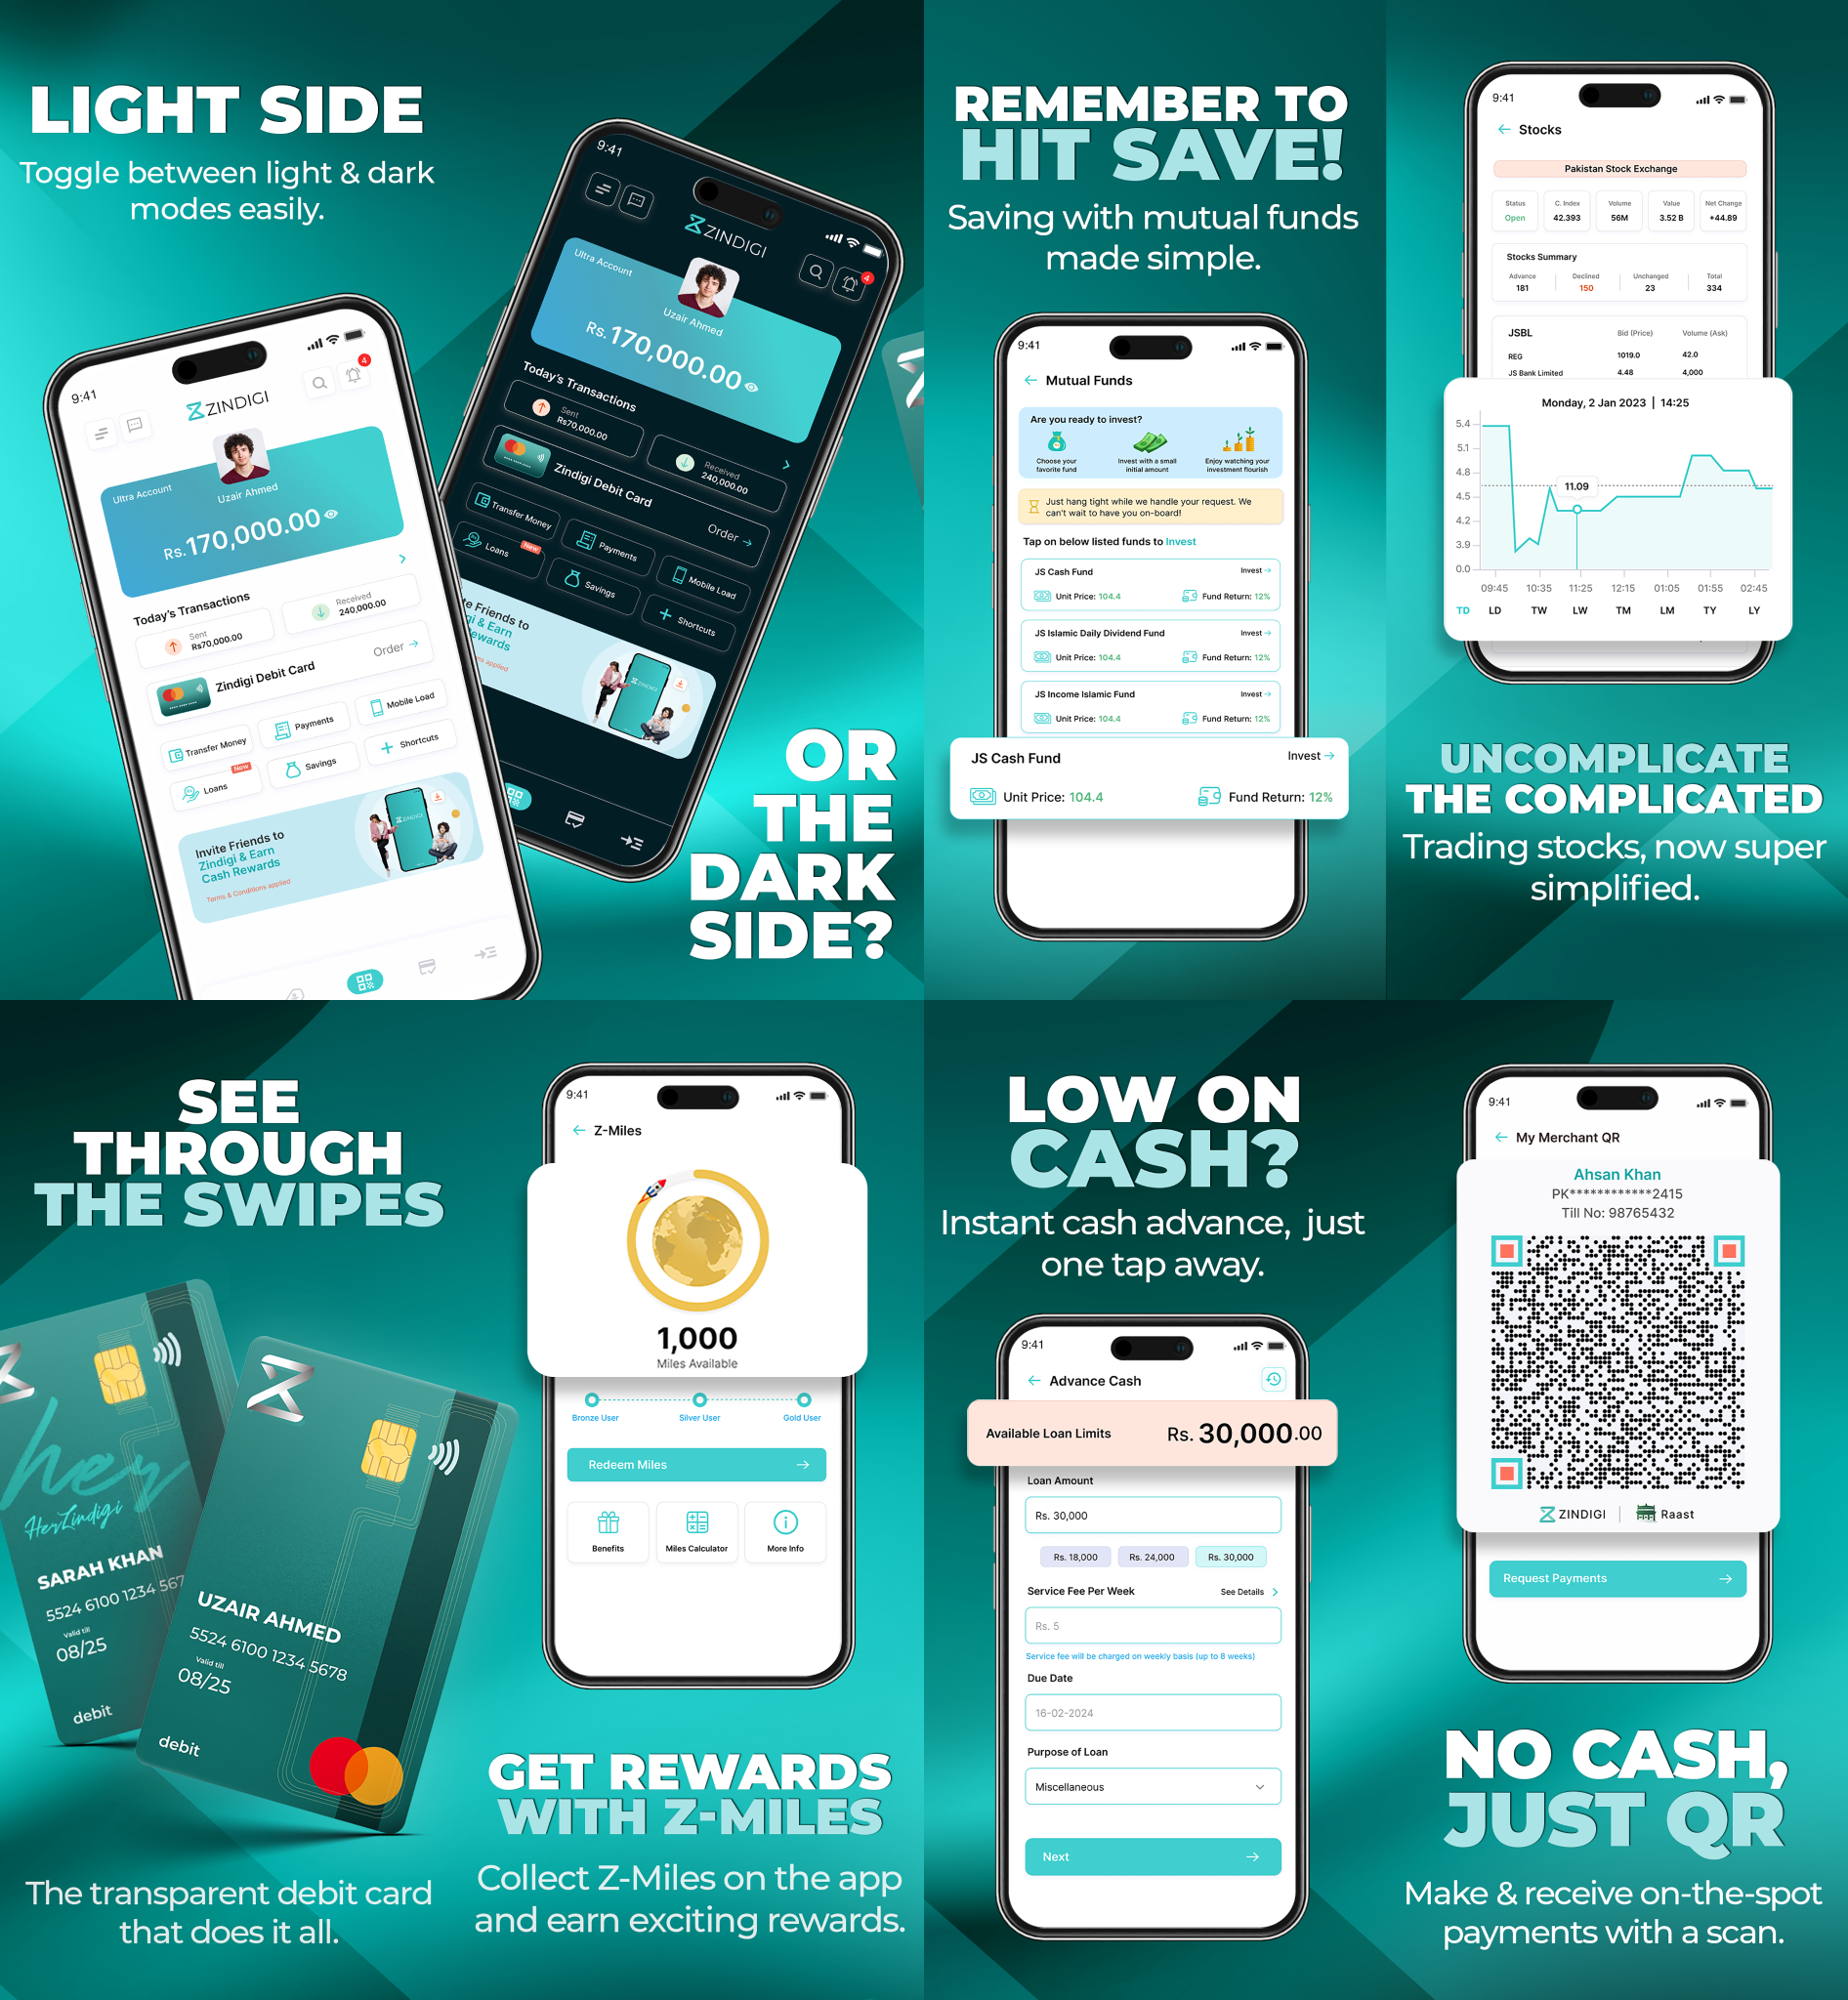 LIGHT SIDE
Toggle between light & dark
modes easily.
9:41
ZINDIGI
4
Ultra Account
Uzair Ahmed
Rs. 170,000.00
Today's Transactions
Sent
Rs70,000.00
Received
240,000.00
Zindigi Debit Card
Order
Transfer Money
Payments
Mobile Load
Loans
New
Savings
Shortcuts
Invite Friends to
Zindigi & Earn
Cash Rewards
Terms & Conditions applied
ZINDIGI
9:41
ZINDIGI
4
Ultra Account
Uzair Ahmed
Rs. 170,000.00
Today's Transactions
Sent
Rs70,000.00
Received
240,000.00
Zindigi Debit Card
Order
Transfer Money
Payments
Mobile Load
Loans
New
Savings
Shortcuts
te Friends to
gi & Earn
ewards
ns applied
ZINDIGI
OR
THE
DARK
SIDE?
REMEMBER TO
HIT SAVE!
Saving with mutual funds
made simple.
9:41
Mutual Funds
Are you ready to invest?
Choose your
favorite fund
Invest with a small
initial amount
Enjoy watching your
investment flourish
Just hang tight while we handle your request. We
can't wait to have you on-board!
Tap on below listed funds to Invest
JS Cash Fund
Invest
Unit Price: 104.4
Fund Return: 12%
JS Islamic Daily Dividend Fund
Invest
Unit Price: 104.4
Fund Return: 12%
JS Income Islamic Fund
Invest
Unit Price: 104.4
Fund Return: 12%
JS Cash Fund
Invest
Unit Price: 104.4
Fund Return: 12%
9:41
Stocks
Pakistan Stock Exchange
Status C. Index Volume Value Net Change
Open 42.393 56M 3.52 B +44.89
Stocks Summary
Advance Declined Unchanged Total
181 150 23 334
JSBL Bid (Price) Volume (Ask)
REG 1019.0 42.0
JS Bank Limited 4.48 4,000
Monday, 2 Jan 2023 | 14:25
5.4
5.1
4.8
4.5
4.2
3.9
0.0
11.09
09:45 10:35 11:25 12:15 01:05 01:55 02:45
TD LD TW LW TM LM TY LY
UNCOMPLICATE
THE COMPLICATED
Trading stocks, now super
simplified.
SEE
THROUGH
THE SWIPES
her
HerZindigi
SARAH KHAN
5524 6100 1234 567
Valid till
08/25
debit
UZAIR AHMED
5524 6100 1234 5678
Valid till
08/25
debit
The transparent debit card
that does it all.
9:41
Z-Miles
1,000
Miles Available
Bronze User Silver User Gold User
Redeem Miles
Benefits
Miles Calculator
More Info
GET REWARDS
WITH Z-MILES
Collect Z-Miles on the app
and earn exciting rewards.
LOW ON
CASH?
Instant cash advance, just
one tap away.
9:41
Advance Cash
Available Loan Limits Rs. 30,000.00
Loan Amount
Rs. 30,000
Rs. 18,000 Rs. 24,000 Rs. 30,000
Service Fee Per Week See Details
Rs. 5
Service fee will be charged on weekly basis (up to 8 weeks)
Due Date
16-02-2024
Purpose of Loan
Miscellaneous
Next
9:41
My Merchant QR
Ahsan Khan
PK************2415
Till No: 98765432
ZINDIGI | Raast
Request Payments
NO CASH,
JUST QR
Make & receive on-the-spot
payments with a scan.